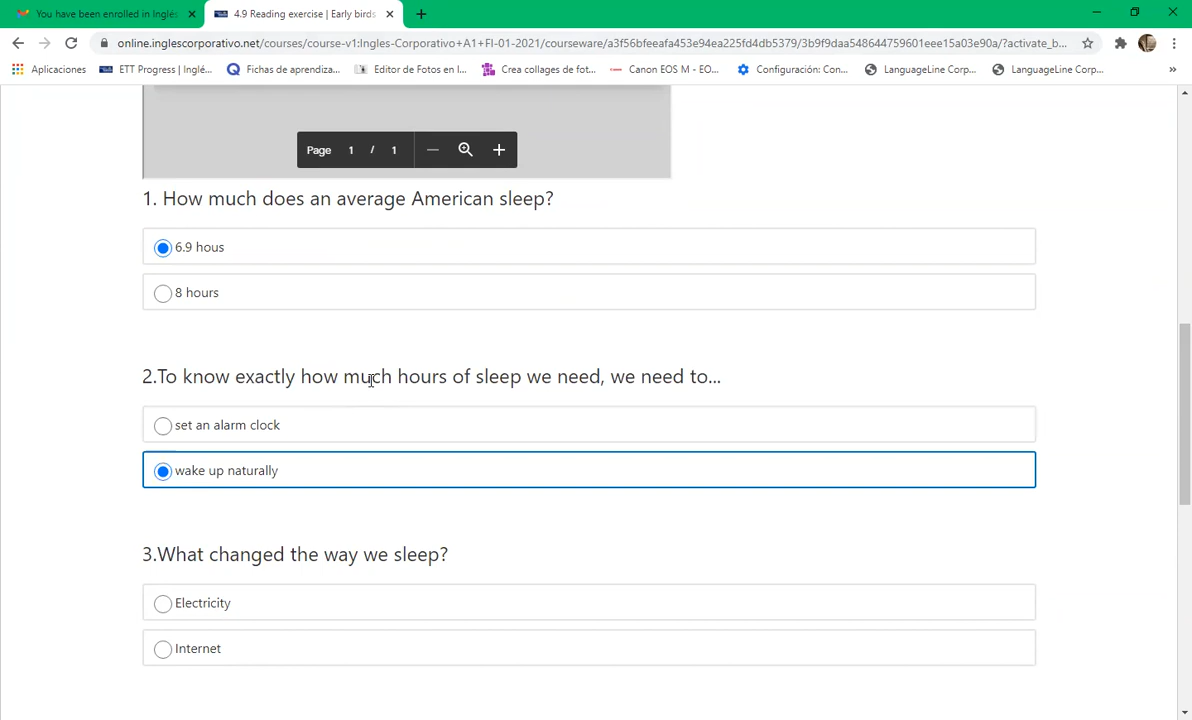 You have been enrolled in Inglés
4.9 Reading exercise | Early birds
online.inglescorporativo.net/courses/course-v1:Ingles-Corporativo+A1+FI-01-2021/courseware/a3f56bfeefa453e94ea225fd4db5379/3b9f9daa548644759601eee15a03e90a/?activate_b...
Aplicaciones
ETT Progress | Inglé...
Fichas de aprendiza...
Editor de Fotos en l...
Crea collages de fot...
Canon EOS M - EO...
Configuración: Con...
LanguageLine Corp...
LanguageLine Corp...
»
Page 1 / 1
1. How much does an average American sleep?
6.9 hous
8 hours
2.To know exactly how much hours of sleep we need, we need to...
set an alarm clock
wake up naturally
3.What changed the way we sleep?
Electricity
Internet